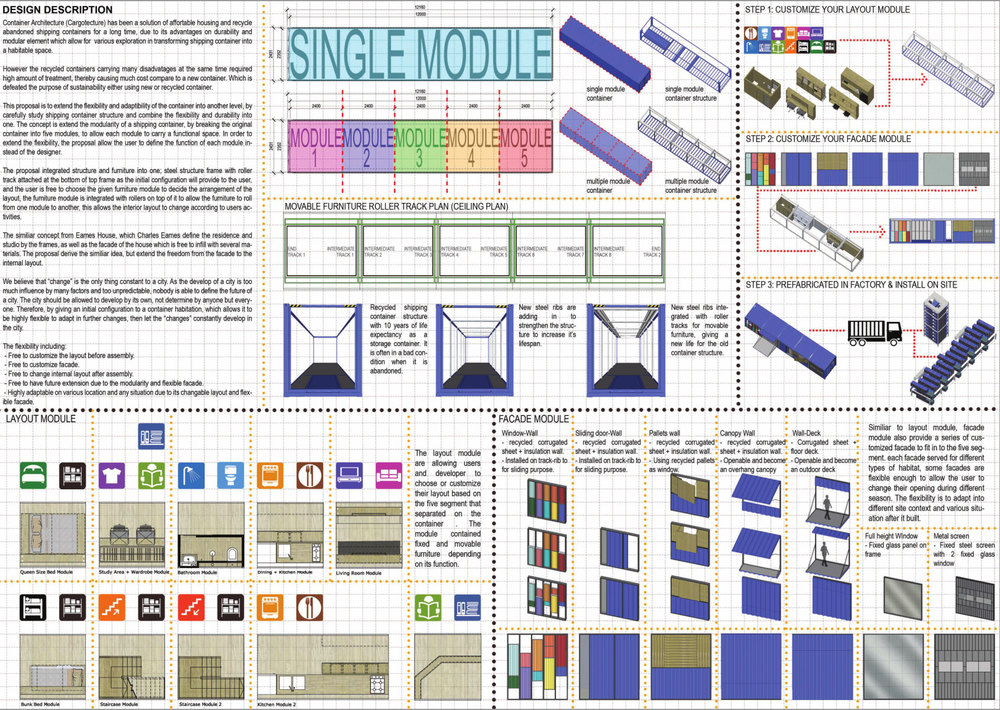 DESIGN DESCRIPTION
Container Architecture (Cargotecture) has been a solution of affordable housing and recycle
abandoned shipping containers for a long time, due to its advantages on durability and
modular element which allow for various exploration in transforming shipping container into
a habitable space.
However the recycled containers carrying many disadvatages at the same time required
high amount of treatment, thereby causing much cost compare to a new container. Which is
defeated the purpose of sustainability either using new or recycled container.
This proposal is to extend the flexibility and adaptibility of the container into another level, by
carefully study shipping container structure and combine the flexibility and durability into
one. The concept is extend the modularity of a shipping container, by breaking the original
container into five modules, to allow each module to carry a functional space. In order to
extend the flexibility, the proposal allow the user to define the function of each module in-
stead of the designer.
The proposal integrated structure and furniture into one, steel structure frame with roller
track attached at the bottom of top frame as the initial configuration will provide to the user,
and the user is free to choose the given furniture module to decide the arrangement of the
layout, the furniture module is integrated with rollers on top of it to allow the furniture to roll
from one module to another, this allows the interior layout to change according to users ac-
tivities.
The similiar concept from Eames House, which Charles Eames define the residence and
studio by the frames, as well as the facade of the house which is free to infill with several ma-
terials. The proposal derive the similiar idea, but extend the freedom from the facade to the
internal layout.
We believe that "change" is the only thing constant to a city. As the develop of a city is too
much influence by many factors and too unpredictable, nobody is able to define the future of
a city. The city should be allowed to develop by its own, not determine by anyone but every-
one. Therefore, by giving an initial configuration to a container habitation, which allows it to
be highly flexible to adapt in further changes, then let the "changes" constantly develop in
the city.
The flexibility including:
- Free to customize the layout before assembly.
- Free to customize facade.
- Free to change internal layout after assembly.
- Free to have future extension due to the modularity and flexible facade.
- Highly adaptable on various location and any situation due to its changable layout and flex-
ible facade.
12190
12000
2431
2352
SINGLE MODULE
12190
12000
2400
2400
2400
2400
2400
2431
2352
MODULE
1
MODULE
2
MODULE
3
MODULE
4
MODULE
5
single module
container
single module
container structure
multiple module
container
multiple module
container structure
MOVABLE FURNITURE ROLLER TRACK PLAN (CEILING PLAN)
END
TRACK 1
INTERMEDIATE
TRACK 1
INTERMEDIATE
TRACK 2
INTERMEDIATE
TRACK 3
INTERMEDIATE
TRACK 4
INTERMEDIATE
TRACK 5
INTERMEDIATE
TRACK 6
INTERMEDIATE
TRACK 7
INTERMEDIATE
TRACK 8
END
TRACK 2
Recycled shipping
container structure
with 10 years of life
expectancy as a
storage container. It
is often in a bad con-
dition when it is
abandoned.
New steel ribs are
adding in to
strengthen the struc-
ture to increase it's
lifespan.
New steel ribs inte-
grated with roller
tracks for movable
furniture, giving a
new life for the old
container structure.
STEP 1: CUSTOMIZE YOUR LAYOUT MODULE
STEP 2: CUSTOMIZE YOUR FACADE MODULE
STEP 3: PREFABRICATED IN FACTORY & INSTALL ON SITE
LAYOUT MODULE
Queen Size Bed Module
Study Area + Wardrobe Module
Bathroom Module
Dining + Kitchen Module
Living Room Module
The layout module
are allowing users
and developer to
choose or customize
their layout based on
the five segment that
separated on the
container . The
module contained
fixed and movable
furniture depending
on its function.
Bunk Bed Module
Staircase Module
Staircase Module 2
Kitchen Module 2
FACADE MODULE
Window-Wall
- recycled corrugated
sheet + insulation wall.
- Installed on track-rib to
for sliding purpose.
Sliding door-Wall
- recycled corrugated
sheet + insulation wall.
- Installed on track-rib to
for sliding purpose.
Pallets wall
- recycled corrugated
sheet + insulation wall.
- Using recycled pallets
as window.
Canopy Wall
- recycled corrugated
sheet + insulation wall.
- Openable and become
an overhang canopy
Wall-Deck
- Corrugated sheet +
floor deck.
- Openable and become
an outdoor deck
Similiar to layout module, facade
module also provide a series of cus-
tomized facade to fit in to the five seg-
ment. each facade served for different
types of habitat, some facades are
flexible enough to allow the user to
change their opening during different
season. The flexibility is to adapt into
different site context and various situ-
ation after it built.
Full height Window
- Fixed glass panel on
frame
Metal screen
- Fixed steel screen
with 2 fixed glass
window